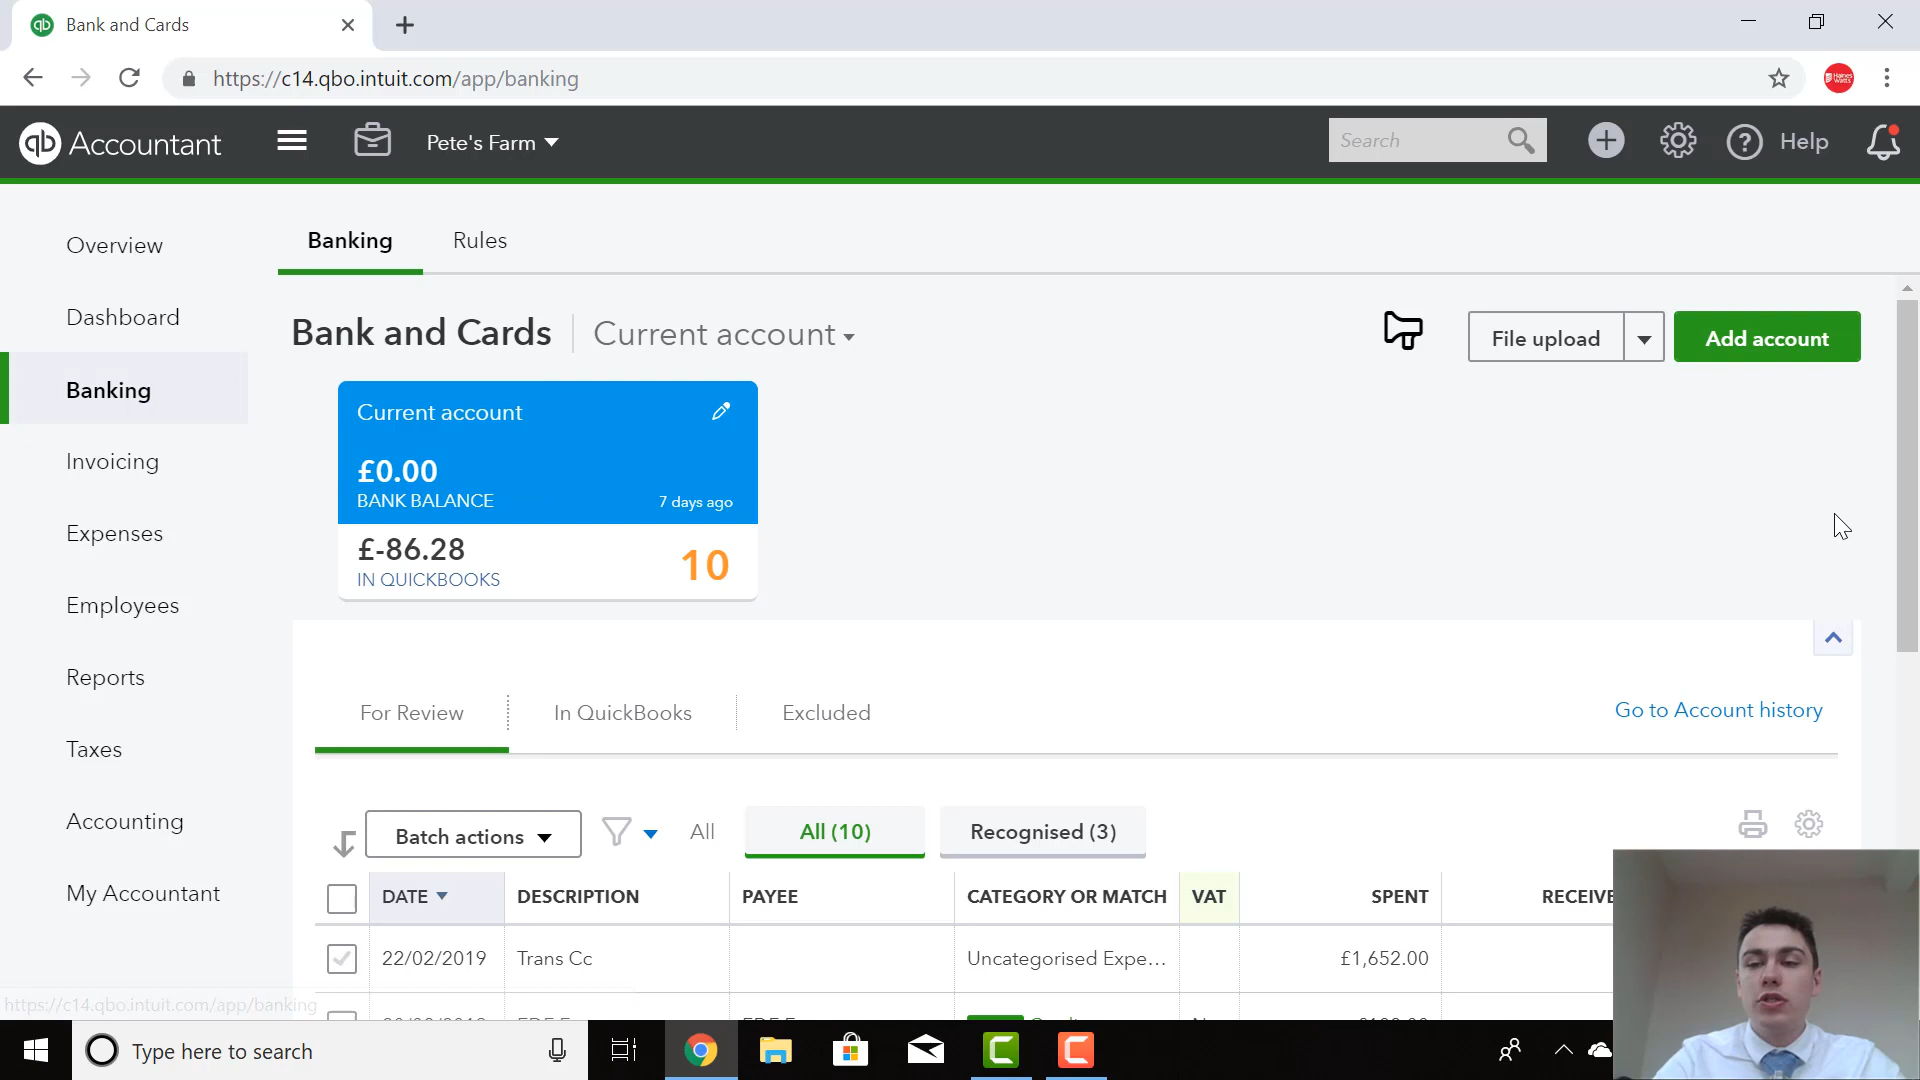 Bank and Cards
https://c14.qbo.intuit.com/app/banking
qb Accountant
Pete's Farm
Search
Help
Overview
Dashboard
Banking
Invoicing
Expenses
Employees
Reports
Taxes
Accounting
My Accountant
Banking Rules
Bank and Cards Current account
File upload Add account
Current account
£0.00
BANK BALANCE 7 days ago
£-86.28
IN QUICKBOOKS
10
For Review In QuickBooks Excluded Go to Account history
Batch actions All All (10) Recognised (3)
DATE DESCRIPTION PAYEE CATEGORY OR MATCH VAT SPENT RECEIVE
22/02/2019 Trans Cc Uncategorised Expe... £1,652.00
https://c14.qbo.intuit.com/app/banking
Type here to search